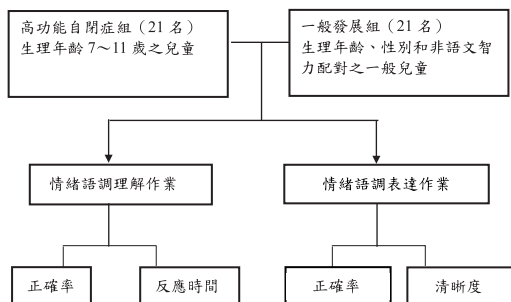 高功能自閉症組（21 名）
生理年齡 7～11 歲之兒童
一般發展組（21 名）
生理年齡、性別和非語文智
力配對之一般兒童
情緒語調理解作業
情緒語調表達作業
正確率
反應時間
正確率
清晰度